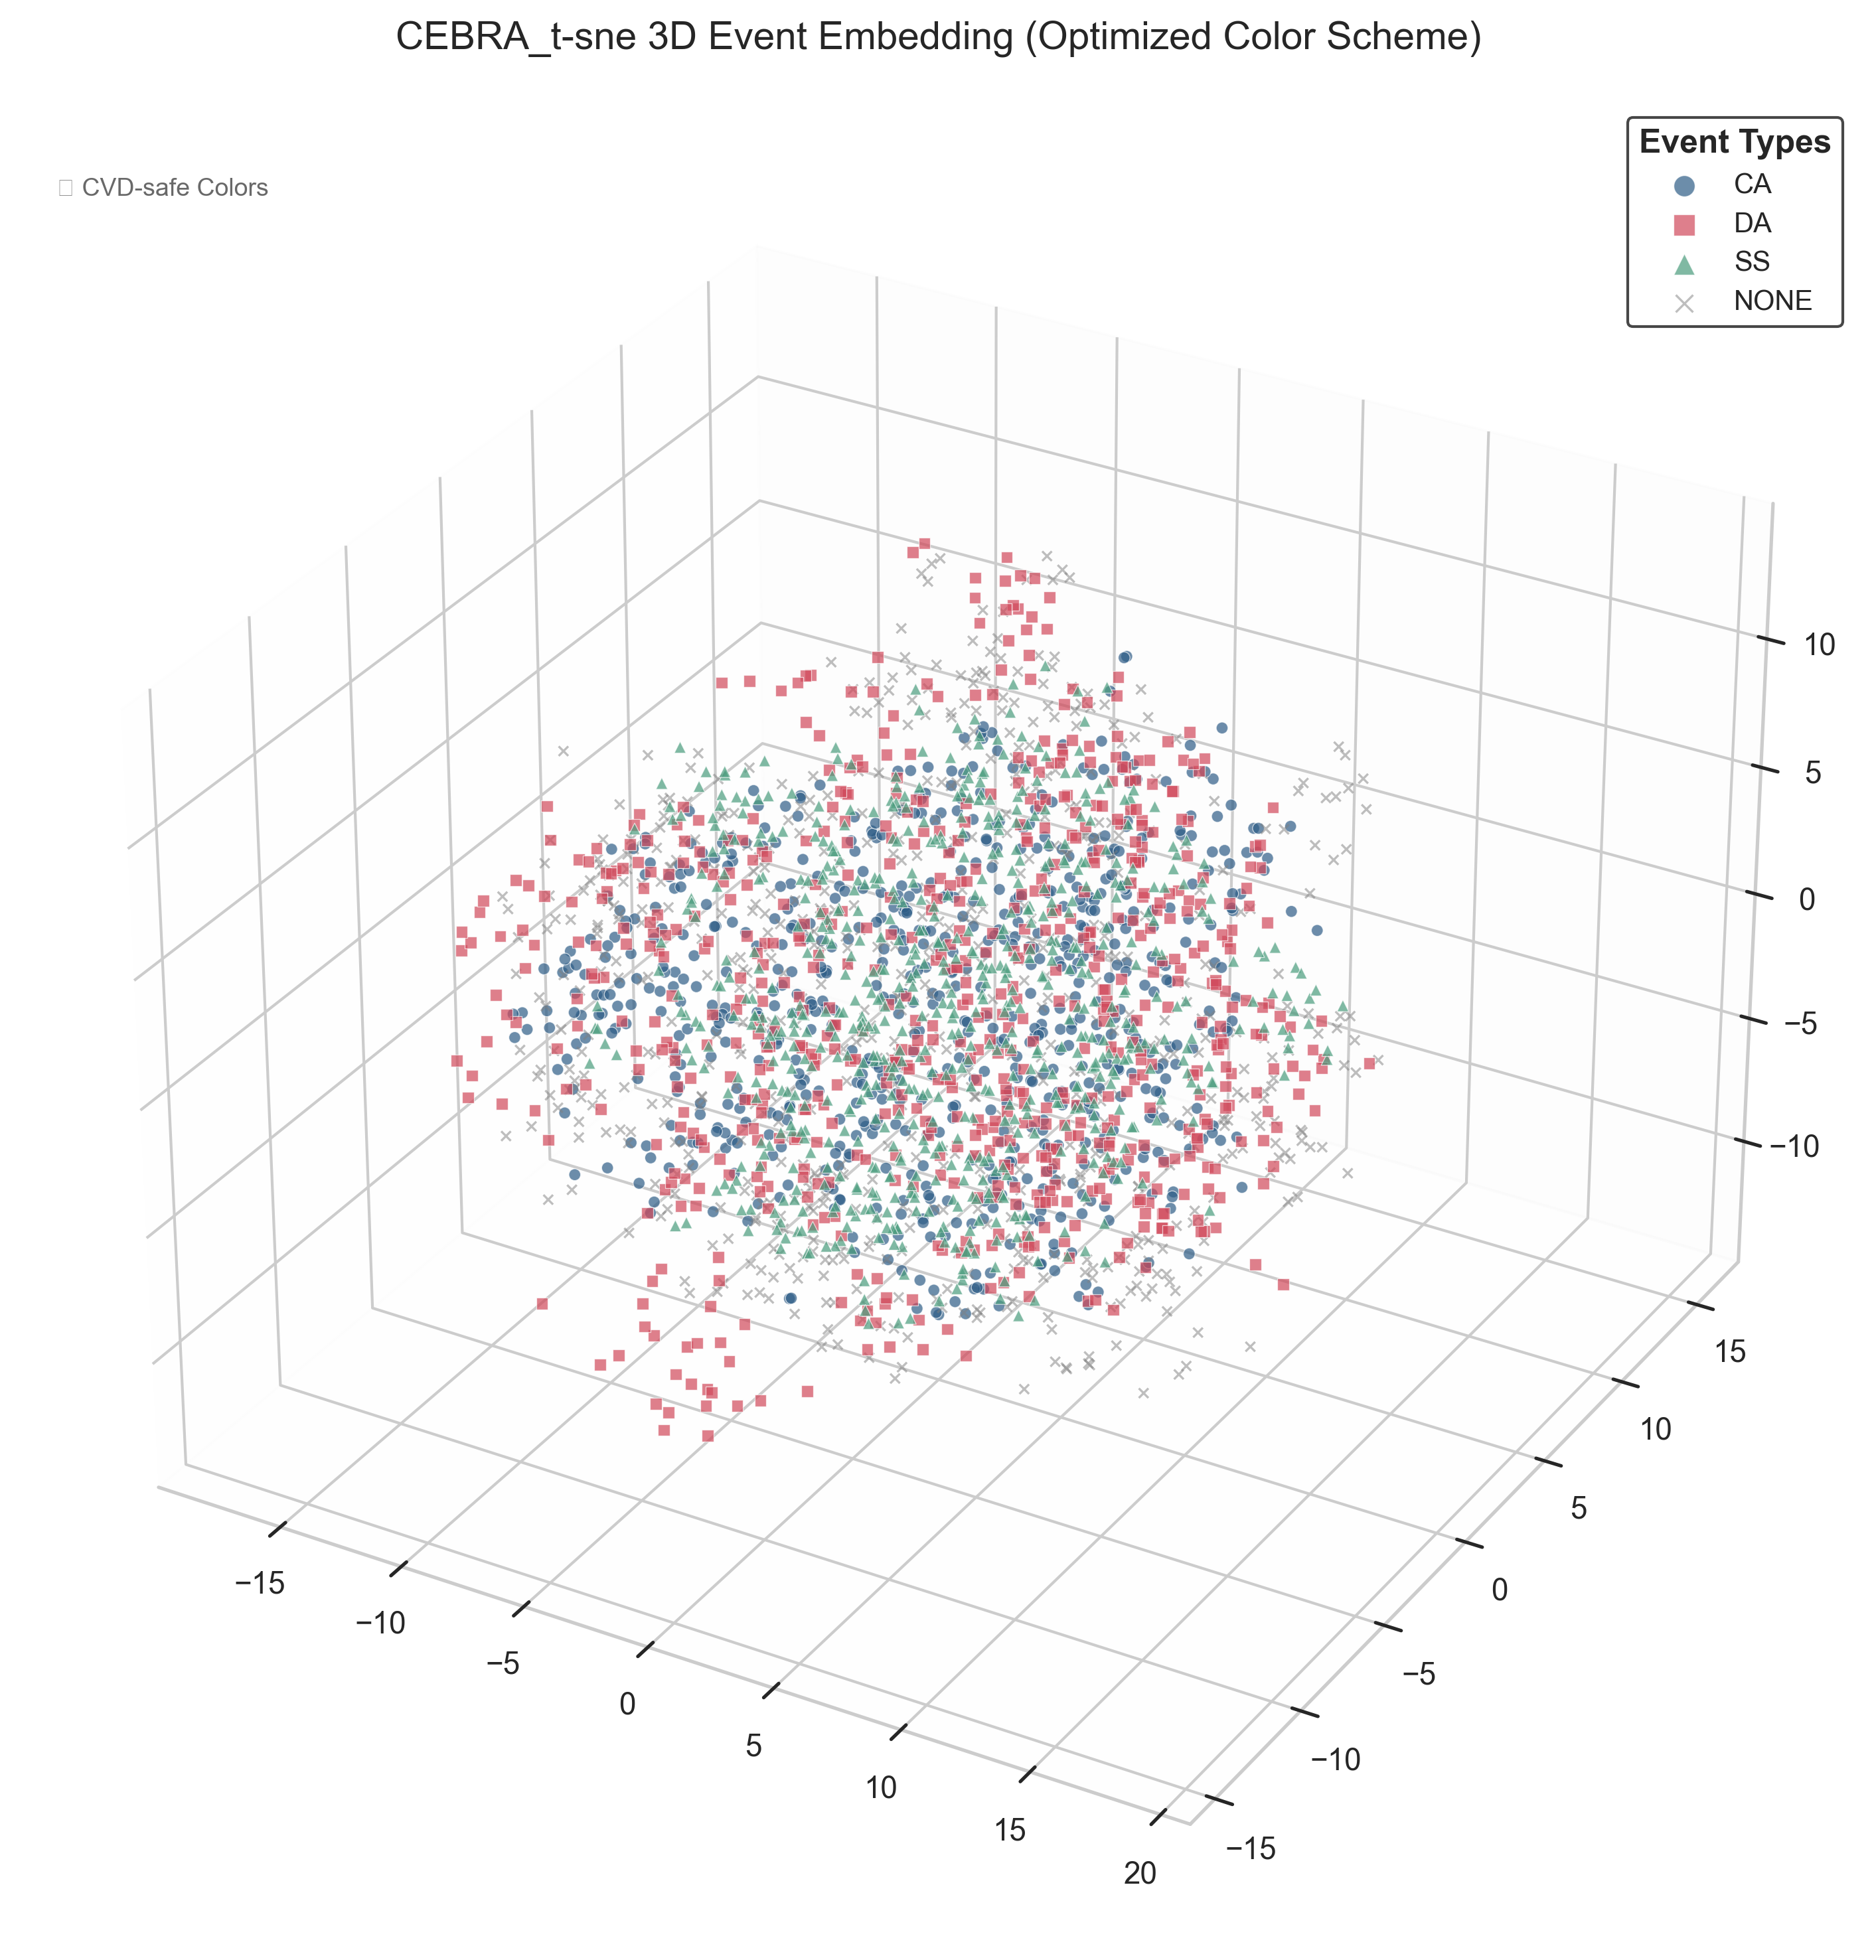 CEBRA_t-sne 3D Event Embedding (Optimized Color Scheme)
Event Types
CA
DA
SS
NONE
▯ CVD-safe Colors
10
5
0
−5
−10
15
10
5
0
−5
−10
−15
−15
−10
−5
0
5
10
15
20